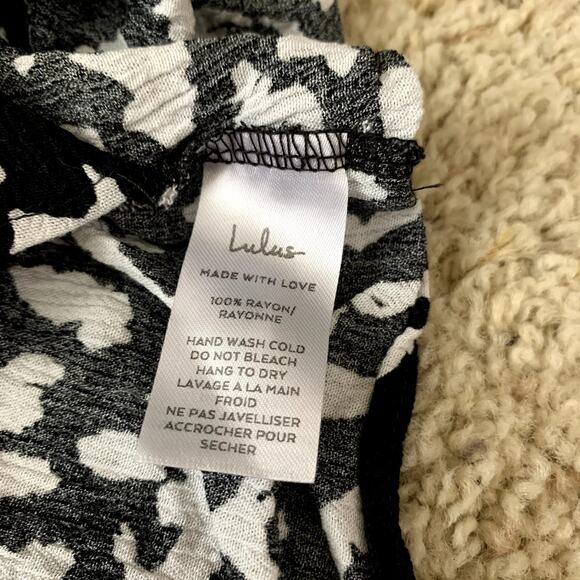 Lulus
MADE WITH LOVE
100% RAYON/
RAYONNE
HAND WASH COLD
DO NOT BLEACH
HANG TO DRY
LAVAGE A LA MAIN
FROID
NE PAS JAVELLISER
ACCROCHER POUR
SECHER